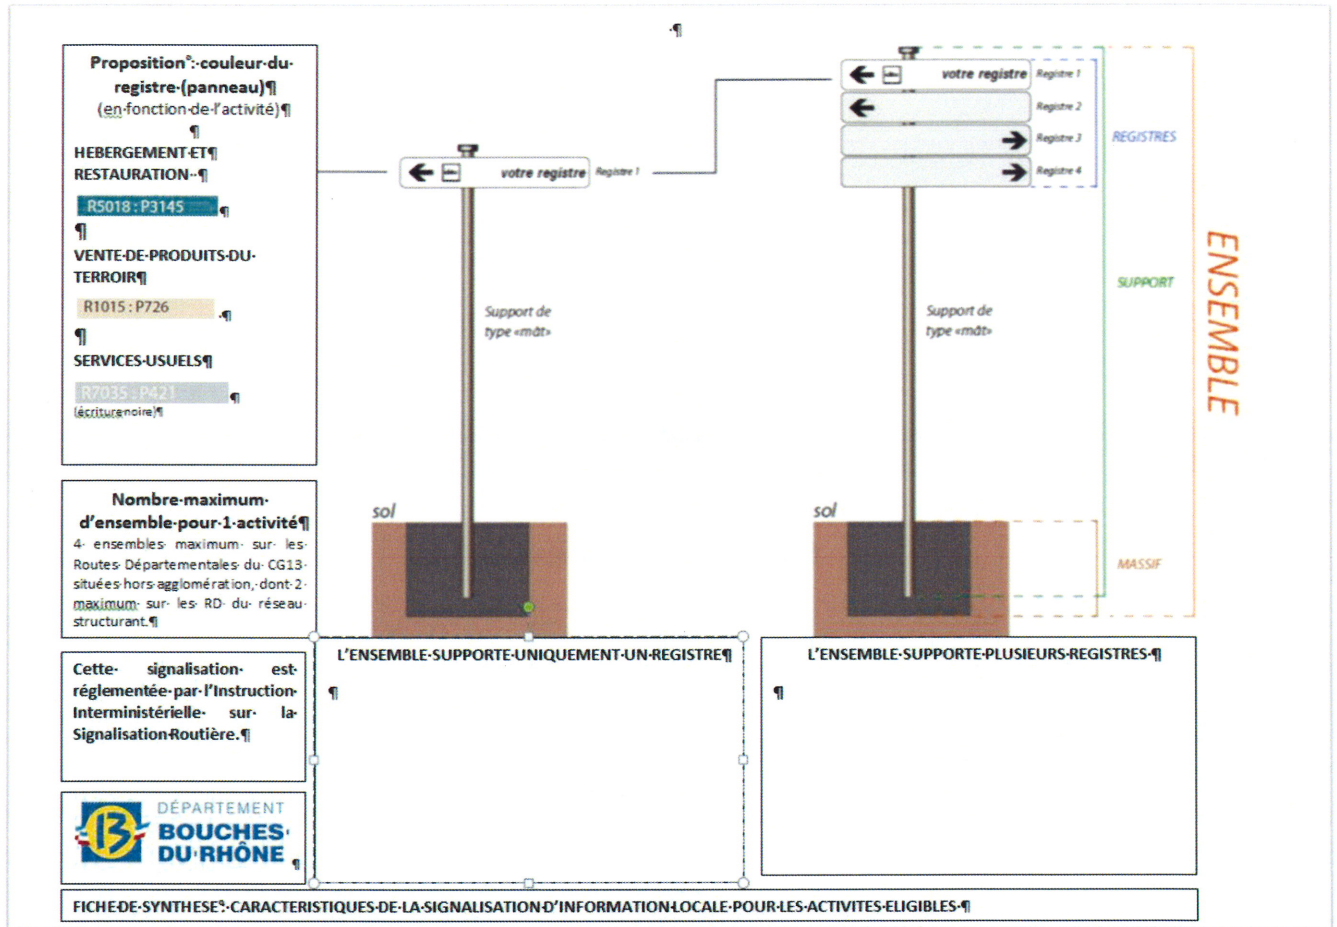 ·¶
Proposition°:·couleur·du·
registre·(panneau)¶
(en·fonction·de·l'activité)¶
¶
HEBERGEMENT·ET¶
RESTAURATION··¶
R5018 : P3145 ¶
¶
VENTE·DE·PRODUITS·DU·
TERROIR¶
R1015 : P726 ·¶
¶
SERVICES·USUELS¶
R7035 : P421 ¶
(écriture·noire)¶
Nombre·maximum·
d'ensemble·pour·1·activité¶
4· ensembles· maximum· sur· les·
Routes· Départementales· du· CG13·
situées·hors·agglomération,·dont·2·
maximum· sur· les· RD· du· réseau·
structurant.¶
Cette· signalisation· est·
réglementée·par·l'Instruction·
Interministérielle· sur· la·
Signalisation·Routière.¶
DÉPARTEMENT
BOUCHES·
DU·RHÔNE ¶
votre registre Registre 1
Support de
type «mât»
sol
L'ENSEMBLE·SUPPORTE·UNIQUEMENT·UN·REGISTRE¶
¶
votre registre Registre 1
Registre 2
Registre 3
Registre 4
REGISTRES
SUPPORT
ENSEMBLE
Support de
type «mât»
sol
MASSIF
L'ENSEMBLE·SUPPORTE·PLUSIEURS·REGISTRES·¶
¶
FICHE·DE·SYNTHESE°:·CARACTERISTIQUES·DE·LA·SIGNALISATION·D'INFORMATION·LOCALE·POUR·LES·ACTIVITES·ELIGIBLES·¶